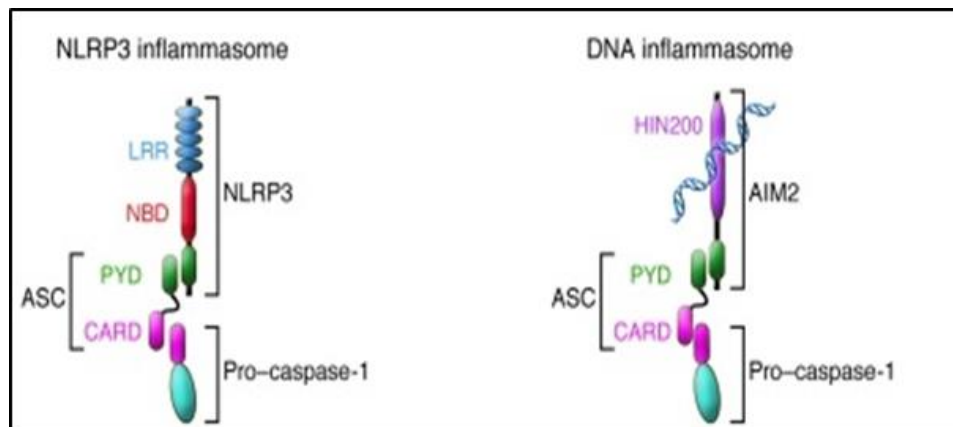 NLRP3 inflammasome
LRR
NBD
NLRP3
PYD
ASC
CARD
Pro–caspase-1
DNA inflammasome
HIN200
AIM2
PYD
ASC
CARD
Pro–caspase-1